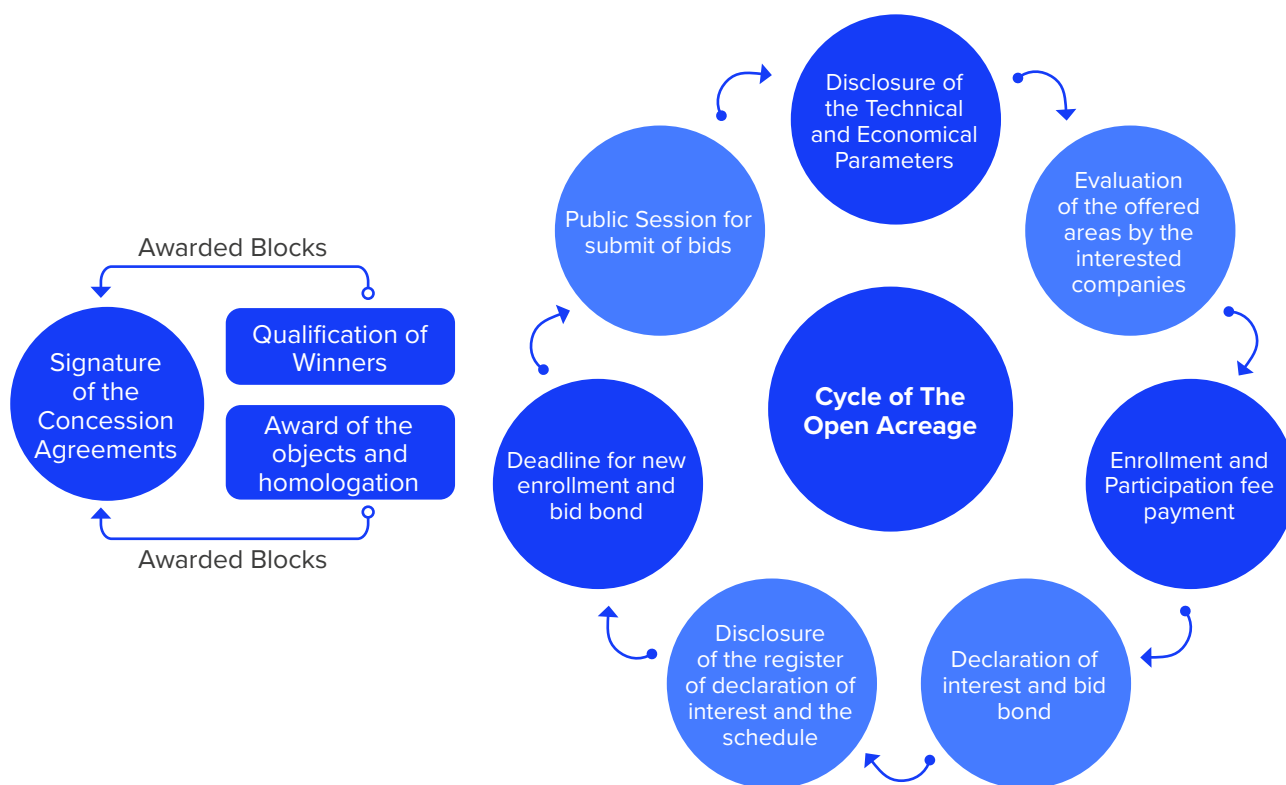 Awarded Blocks
Signature
of the
Concession
Agreements
Qualification of
Winners
Award of the
objects and
homologation
Awarded Blocks
Cycle of The
Open Acreage
Disclosure of
the Technical
and Economical
Parameters
Evaluation
of the offered
areas by the
interested
companies
Enrollment and
Participation fee
payment
Declaration of
interest and bid
bond
Disclosure
of the register
of declaration of
interest and the
schedule
Deadline for new
enrollment and
bid bond
Public Session for
submit of bids